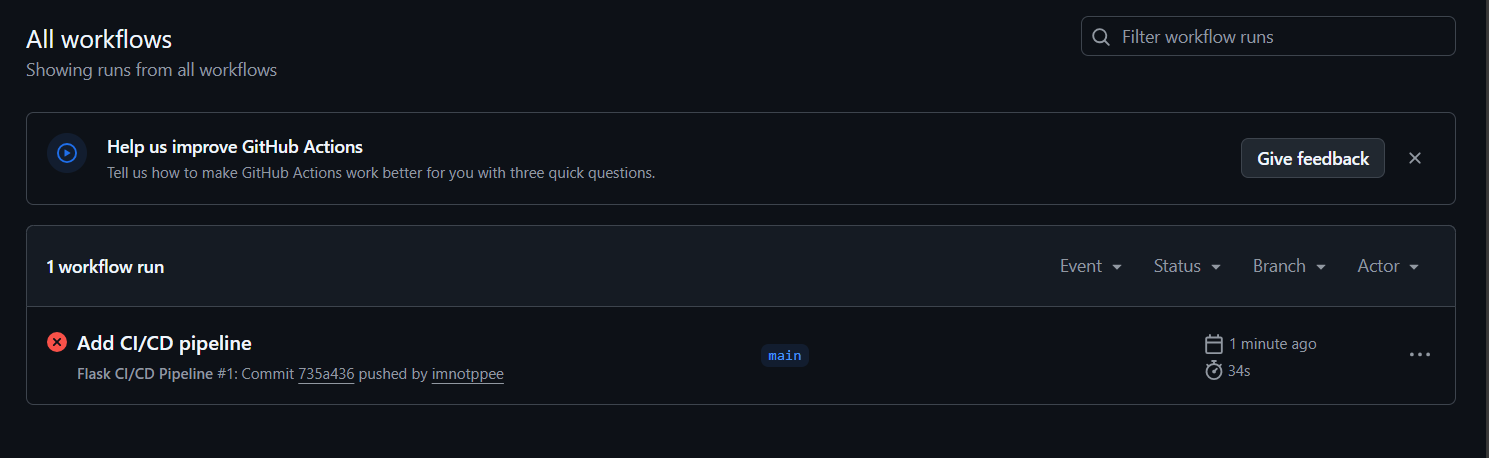 All workflows
Showing runs from all workflows
Filter workflow runs
Help us improve GitHub Actions
Tell us how to make GitHub Actions work better for you with three quick questions.
Give feedback
1 workflow run
Event
Status
Branch
Actor
Add CI/CD pipeline
Flask CI/CD Pipeline #1: Commit 735a436 pushed by imnotppee
main
1 minute ago
34s